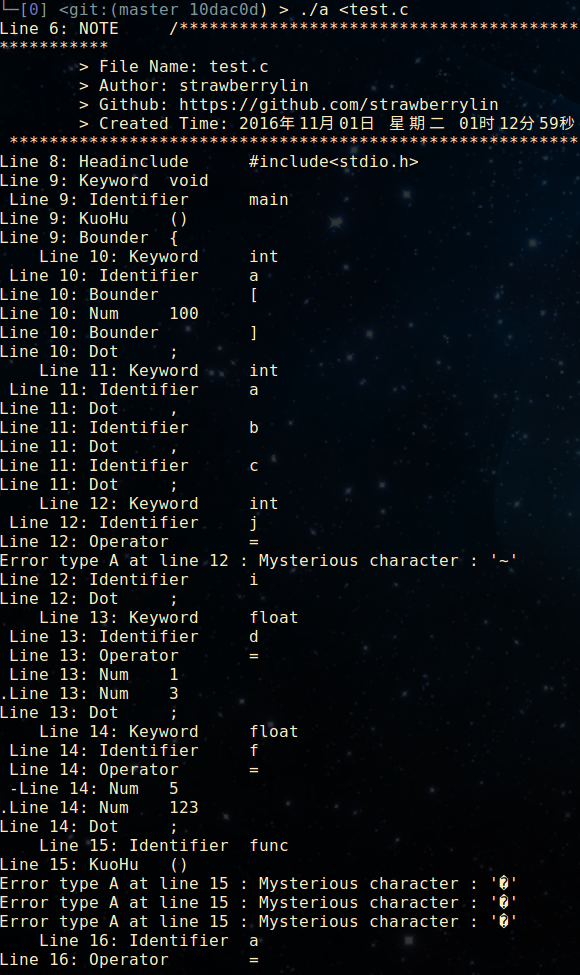 └─[0] <git:(master 10dac0d) > ./a <test.c
Line 6: NOTE     /****************************************
***********
        > File Name: test.c
        > Author: strawberrylin
        > Github: https://github.com/strawberrylin
        > Created Time: 2016年11月01日 星期二 01时12分59秒
 *********************************************************
Line 8: Headinclude      #include<stdio.h>
Line 9: Keyword  void
 Line 9: Identifier      main
Line 9: KuoHu    ()
Line 9: Bounder  {
    Line 10: Keyword     int
 Line 10: Identifier     a
Line 10: Bounder         [
Line 10: Num     100
Line 10: Bounder         ]
Line 10: Dot     ;
    Line 11: Keyword     int
 Line 11: Identifier     a
Line 11: Dot     ,
Line 11: Identifier      b
Line 11: Dot     ,
Line 11: Identifier      c
Line 11: Dot     ;
    Line 12: Keyword     int
 Line 12: Identifier     j
Line 12: Operator        =
Error type A at line 12 : Mysterious character : '~'
Line 12: Identifier      i
Line 12: Dot     ;
    Line 13: Keyword     float
 Line 13: Identifier     d
 Line 13: Operator       =
 Line 13: Num    1
.Line 13: Num    3
Line 13: Dot     ;
    Line 14: Keyword     float
 Line 14: Identifier     f
 Line 14: Operator       =
 -Line 14: Num   5
.Line 14: Num    123
Line 14: Dot     ;
    Line 15: Identifier  func
Line 15: KuoHu   ()
Error type A at line 15 : Mysterious character : '�'
Error type A at line 15 : Mysterious character : '�'
Error type A at line 15 : Mysterious character : '�'
    Line 16: Identifier  a
Line 16: Operator        =